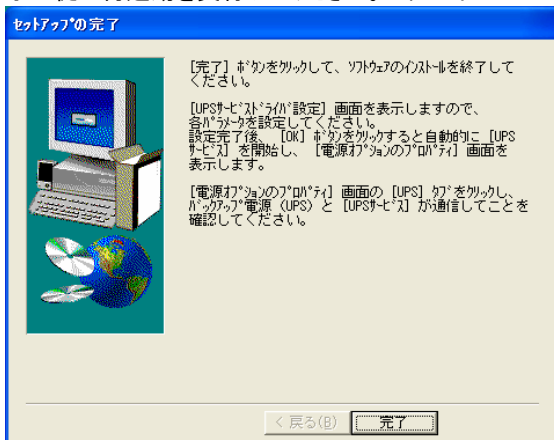 ｾｯﾄｱｯﾌﾟの完了
[完了] ﾎﾞﾀﾝをｸﾘｯｸして、ｿﾌﾄｳｪｱのｲﾝｽﾄｰﾙを終了して
ください。
[UPSｻｰﾋﾞｽﾄﾞﾗｲﾊﾞ設定] 画面を表示しますので、
各ﾊﾟﾗﾒｰﾀを設定してください。
設定完了後、 [OK] ﾎﾞﾀﾝをｸﾘｯｸすると自動的に [UPS
ｻｰﾋﾞｽ] を開始し、 [電源ｵﾌﾟｼｮﾝのﾌﾟﾛﾊﾟﾃｨ] 画面を
表示します。
[電源ｵﾌﾟｼｮﾝのﾌﾟﾛﾊﾟﾃｨ] 画面の [UPS] ﾀﾌﾞをｸﾘｯｸし、
ﾊﾞｯｸｱｯﾌﾟ電源（UPS）と [UPSｻｰﾋﾞｽ] が通信してことを
確認してください。
< 戻る(B) 完了